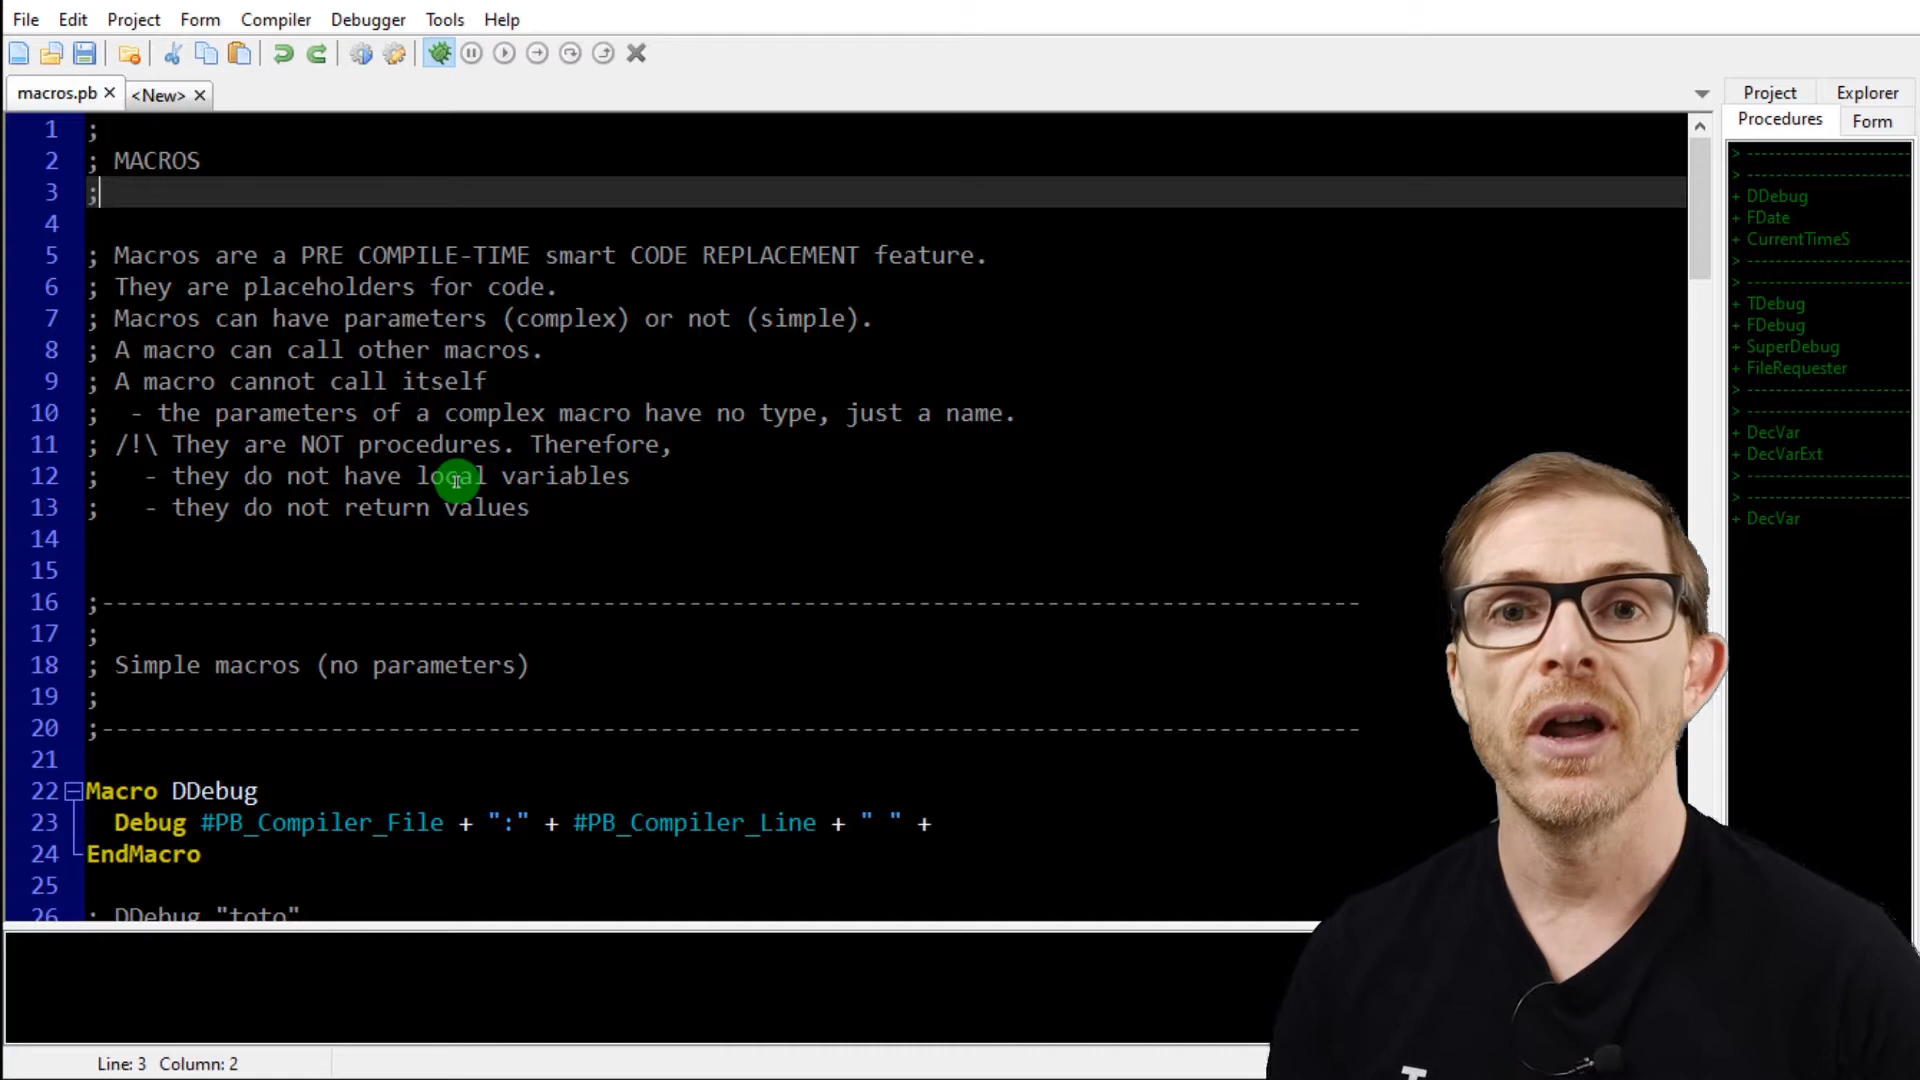 File Edit Project Form Compiler Debugger Tools Help
macros.pb <New>
Project Explorer
Procedures Form
1 ;
2 ; MACROS
3 ;
4
5 ; Macros are a PRE COMPILE-TIME smart CODE REPLACEMENT feature.
6 ; They are placeholders for code.
7 ; Macros can have parameters (complex) or not (simple).
8 ; A macro can call other macros.
9 ; A macro cannot call itself
10 ;  - the parameters of a complex macro have no type, just a name.
11 ; /!\ They are NOT procedures. Therefore,
12 ;   - they do not have local variables
13 ;   - they do not return values
14
15
16 ;----------------------------------------------------------------------------------------
17 ;
18 ; Simple macros (no parameters)
19 ;
20 ;----------------------------------------------------------------------------------------
21
22 Macro DDebug
23   Debug #PB_Compiler_File + ":" + #PB_Compiler_Line + " " +
24 EndMacro
25
26 ; DDebug "toto"
> -----------------------
> -----------------------
+ DDebug
+ FDate
+ CurrentTimeS
> -----------------------
> -----------------------
+ TDebug
+ FDebug
+ SuperDebug
+ FileRequester
> -----------------------
> -----------------------
+ DecVar
+ DecVarExt
> -----------------------
> -----------------------
+ DecVar
Line: 3 Column: 2